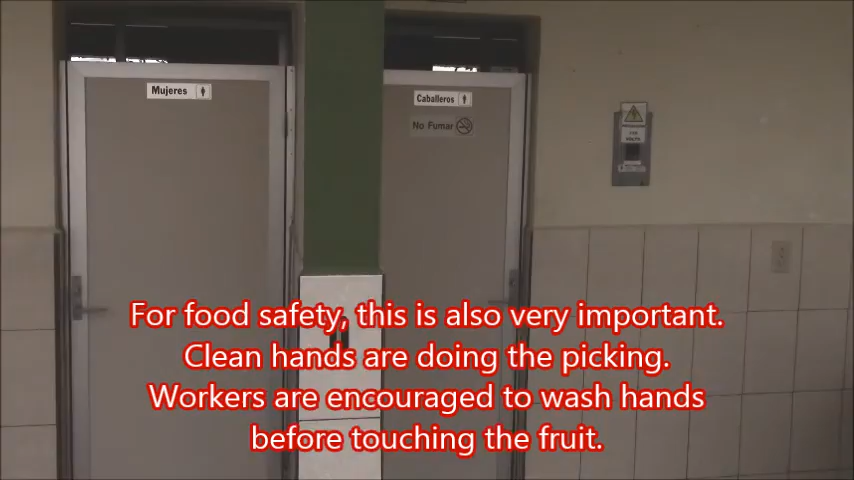 Mujeres
Caballeros
No Fumar
For food safety, this is also very important.
Clean hands are doing the picking.
Workers are encouraged to wash hands
before touching the fruit.